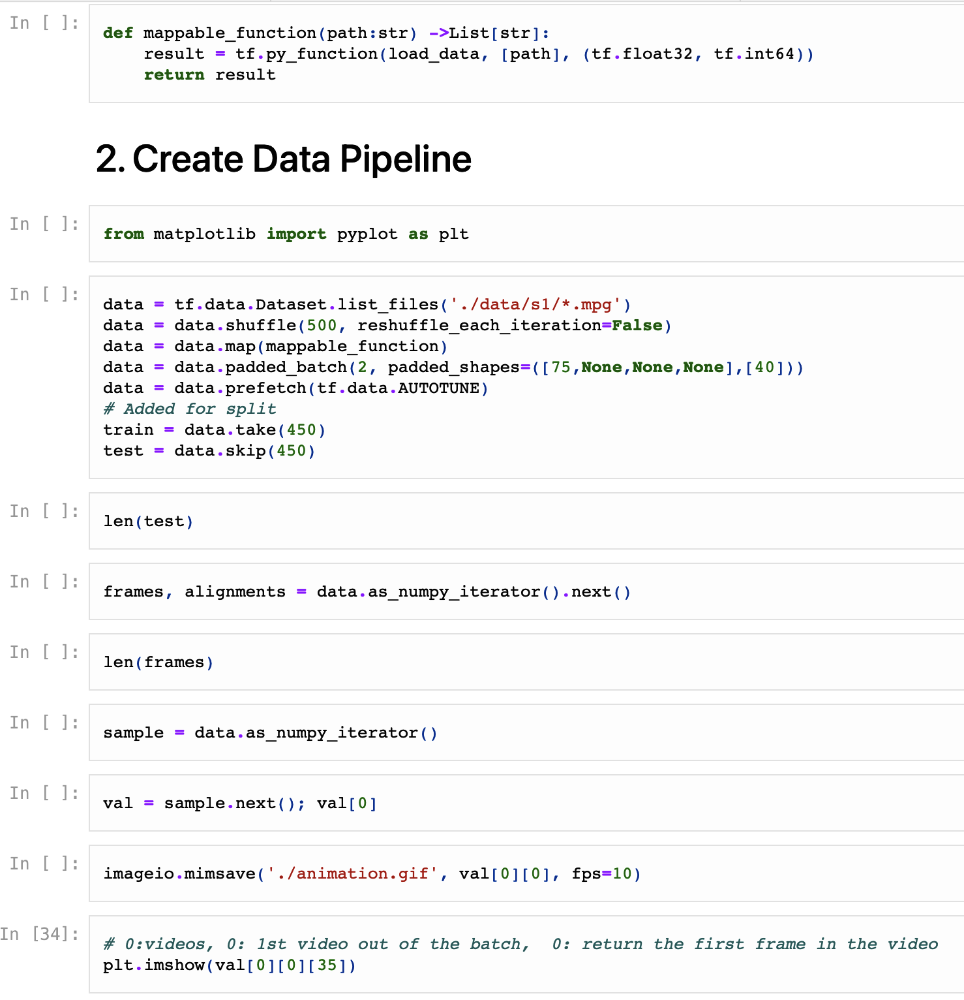 In [ ]:
def mappable_function(path:str) ->List[str]:
    result = tf.py_function(load_data, [path], (tf.float32, tf.int64))
    return result
2. Create Data Pipeline
In [ ]:
from matplotlib import pyplot as plt
In [ ]:
data = tf.data.Dataset.list_files('./data/s1/*.mpg')
data = data.shuffle(500, reshuffle_each_iteration=False)
data = data.map(mappable_function)
data = data.padded_batch(2, padded_shapes=([75,None,None,None],[40]))
data = data.prefetch(tf.data.AUTOTUNE)
# Added for split
train = data.take(450)
test = data.skip(450)
In [ ]:
len(test)
In [ ]:
frames, alignments = data.as_numpy_iterator().next()
In [ ]:
len(frames)
In [ ]:
sample = data.as_numpy_iterator()
In [ ]:
val = sample.next(); val[0]
In [ ]:
imageio.mimsave('./animation.gif', val[0][0], fps=10)
In [34]:
# 0:videos, 0: 1st video out of the batch,  0: return the first frame in the video
plt.imshow(val[0][0][35])